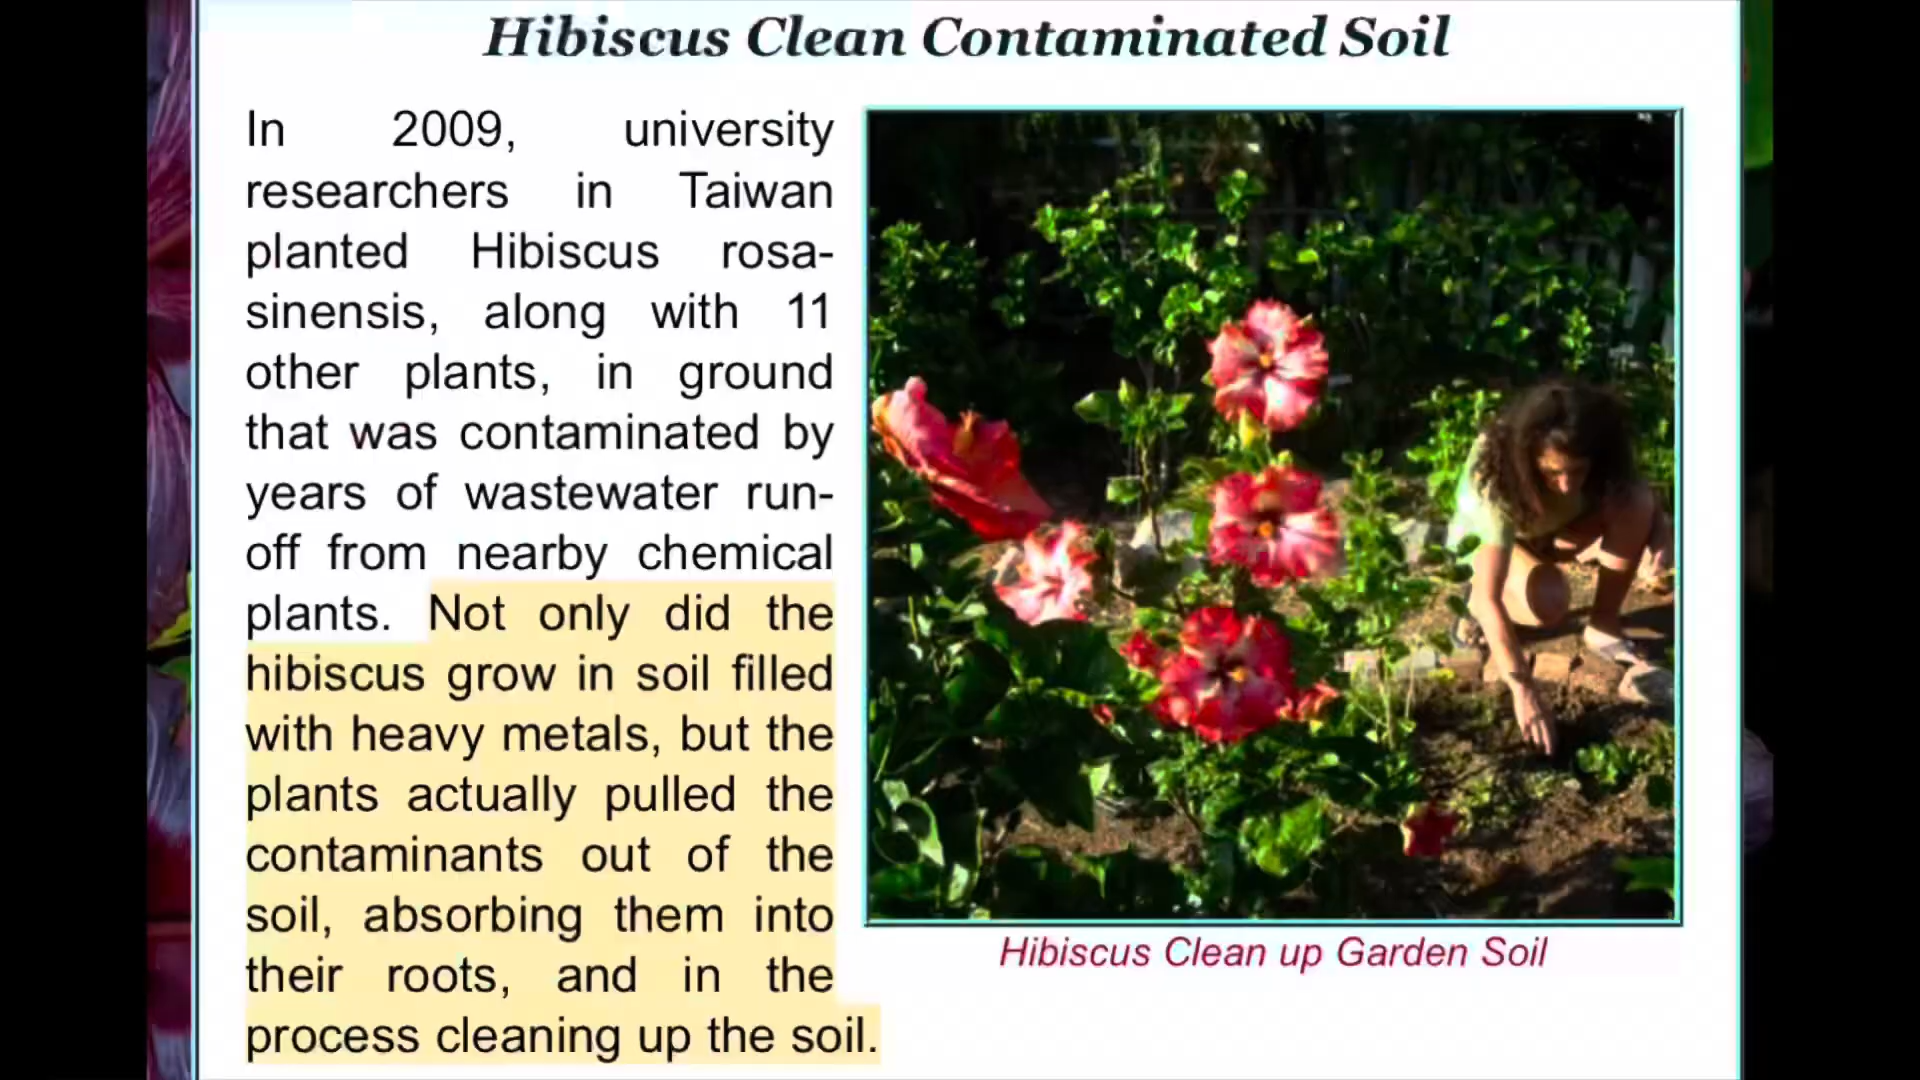 Hibiscus Clean Contaminated Soil
In 2009, university
researchers in Taiwan
planted Hibiscus rosa-
sinensis, along with 11
other plants, in ground
that was contaminated by
years of wastewater run-
off from nearby chemical
plants. Not only did the
hibiscus grow in soil filled
with heavy metals, but the
plants actually pulled the
contaminants out of the
soil, absorbing them into
their roots, and in the
process cleaning up the soil.
Hibiscus Clean up Garden Soil